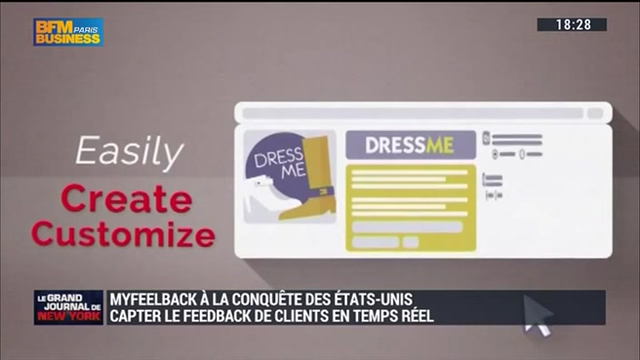 BFM PARIS
BUSINESS
18:28
Easily
Create
Customize
DRESS
ME
DRESSME
LE GRAND
JOURNAL DE
NEW YORK
MYFEELBACK À LA CONQUÊTE DES ÉTATS-UNIS
CAPTER LE FEEDBACK DE CLIENTS EN TEMPS RÉEL